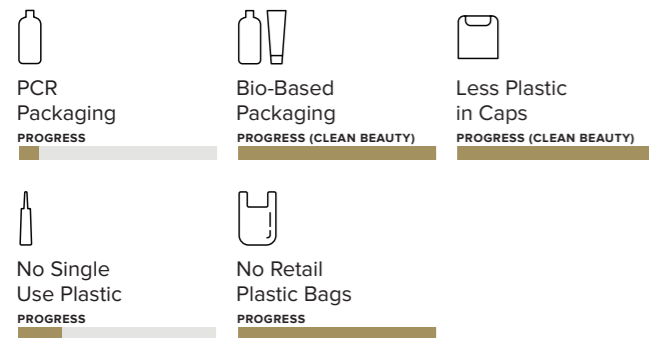 PCR
Packaging
PROGRESS
Bio-Based
Packaging
PROGRESS (CLEAN BEAUTY)
Less Plastic
in Caps
PROGRESS (CLEAN BEAUTY)
No Single
Use Plastic
PROGRESS
No Retail
Plastic Bags
PROGRESS